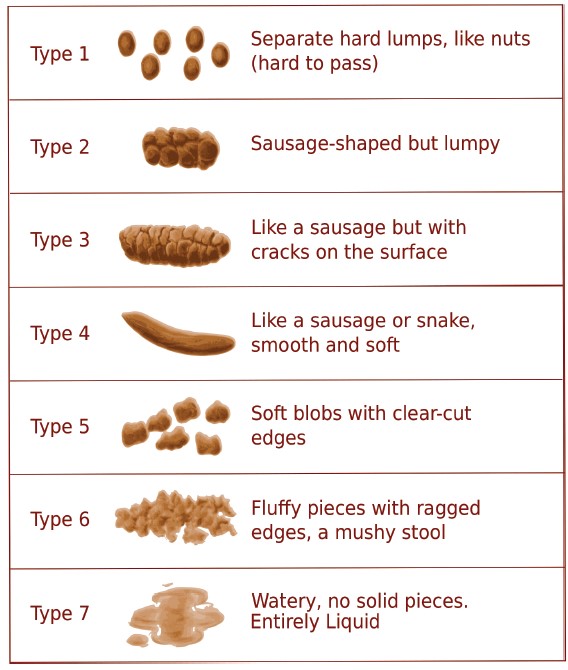 Type 1
Separate hard lumps, like nuts
(hard to pass)
Type 2
Sausage-shaped but lumpy
Type 3
Like a sausage but with
cracks on the surface
Type 4
Like a sausage or snake,
smooth and soft
Type 5
Soft blobs with clear-cut
edges
Type 6
Fluffy pieces with ragged
edges, a mushy stool
Type 7
Watery, no solid pieces.
Entirely Liquid